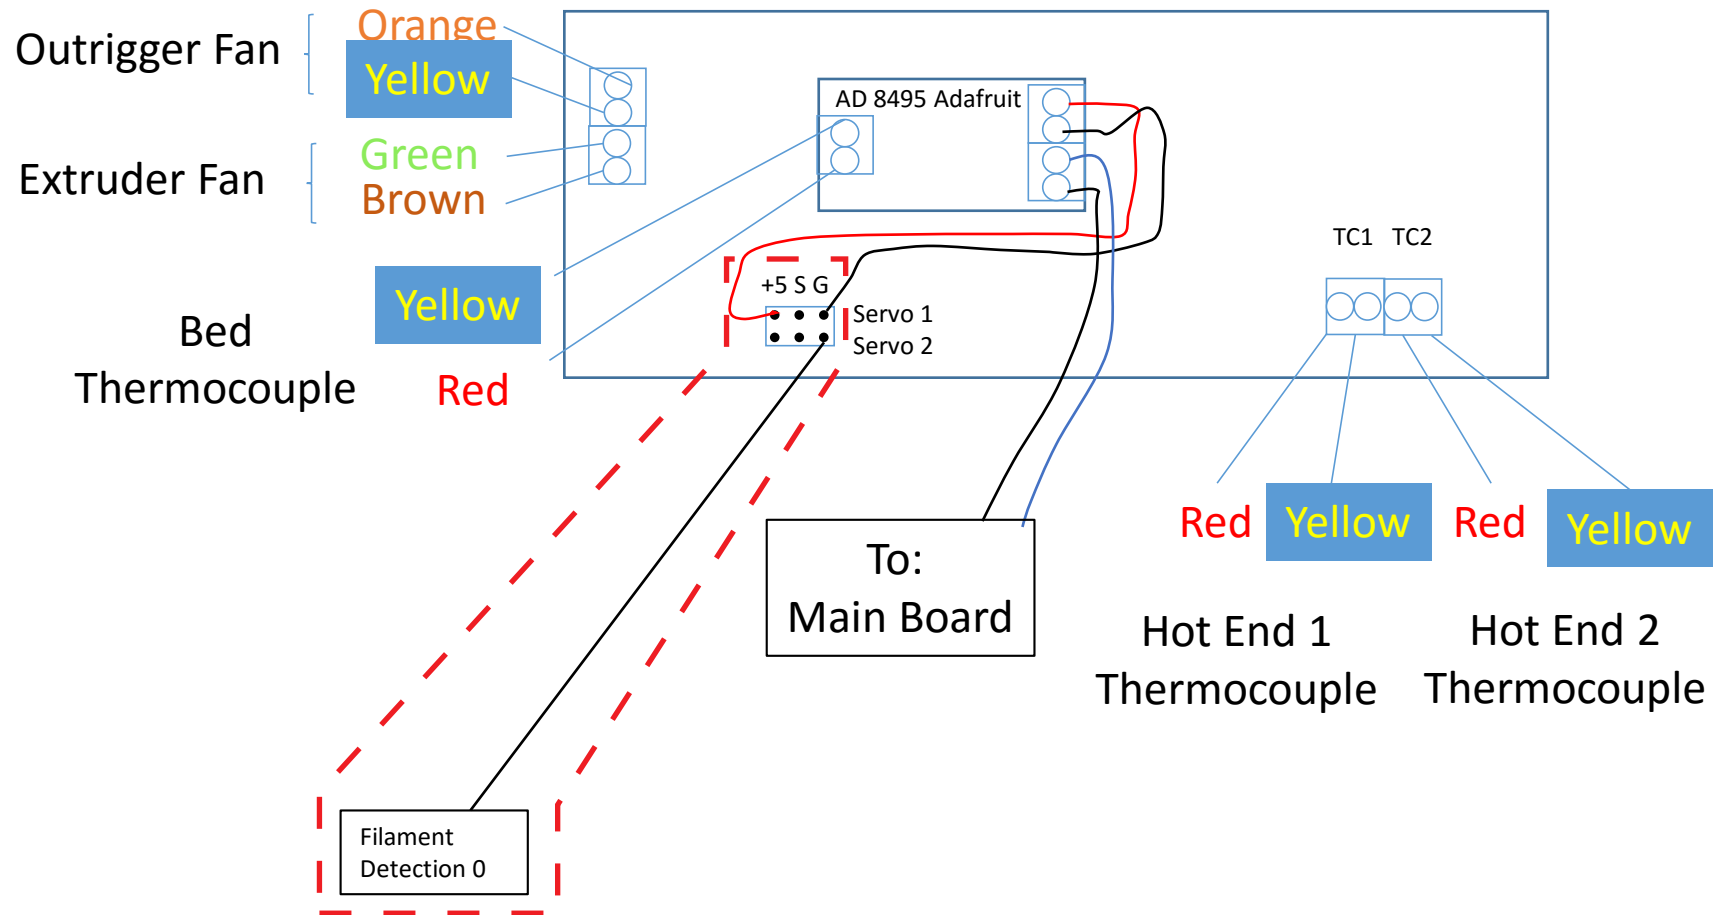 Outrigger Fan
Orange
Yellow
Extruder Fan
Green
Brown
AD 8495 Adafruit
Bed
Thermocouple
Yellow
Red
+5 S G
Servo 1
Servo 2
TC1 TC2
Red Yellow Red Yellow
To:
Main Board
Hot End 1
Thermocouple
Hot End 2
Thermocouple
Filament
Detection 0